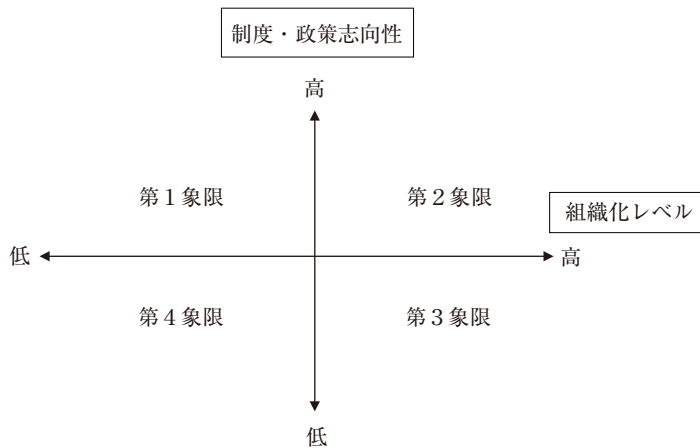 制度・政策志向性
高
第１象限
第２象限
組織化レベル
低
高
第４象限
第３象限
低